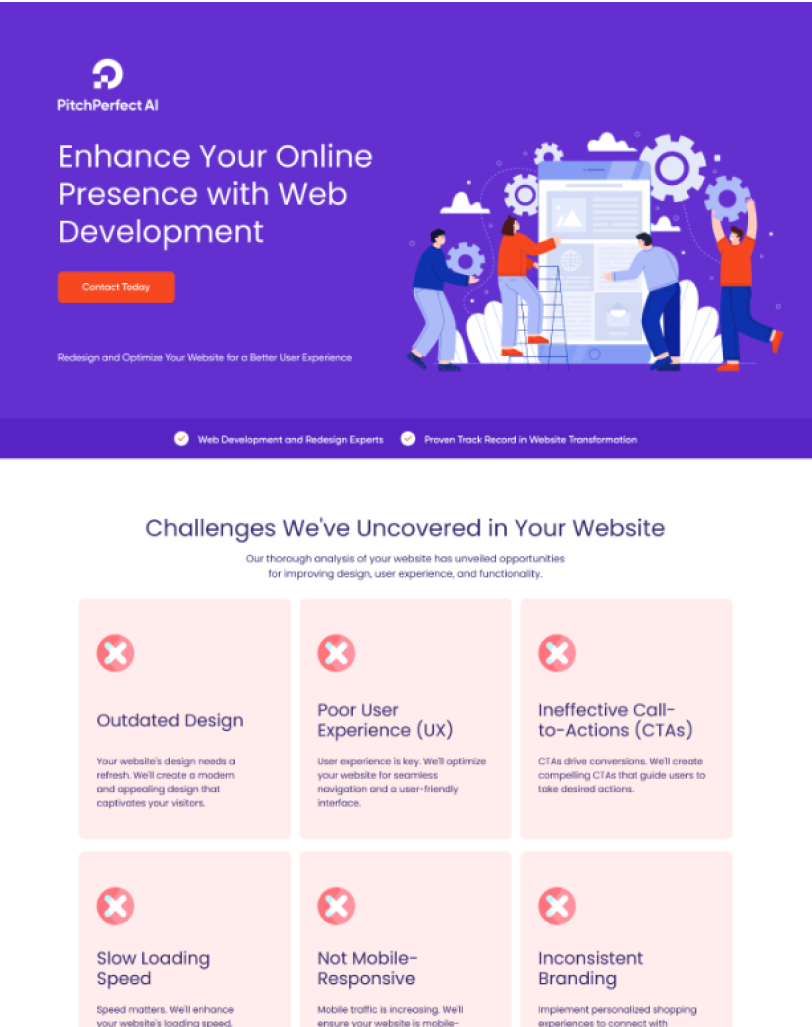 PitchPerfect AI
Enhance Your Online
Presence with Web
Development
Contact Today
Redesign and Optimize Your Website for a Better User Experience
Web Development and Redesign Experts
Proven Track Record in Website Transformation
Challenges We've Uncovered in Your Website
Our thorough analysis of your website has unveiled opportunities
for improving design, user experience, and functionality.
Outdated Design
Your website's design needs a
refresh. We'll create a modern
and appealing design that
captivates your visitors.
Poor User
Experience (UX)
User experience is key. We'll optimize
your website for seamless
navigation and a user-friendly
interface.
Ineffective Call-
to-Actions (CTAs)
CTAs drive conversions. We'll create
compelling CTAs that guide users to
take desired actions.
Slow Loading
Speed
Speed matters. We'll enhance
your website's loading speed.
Not Mobile-
Responsive
Mobile traffic is increasing. We'll
ensure your website is mobile-
Inconsistent
Branding
Implement personalized shopping
experiences to connect with